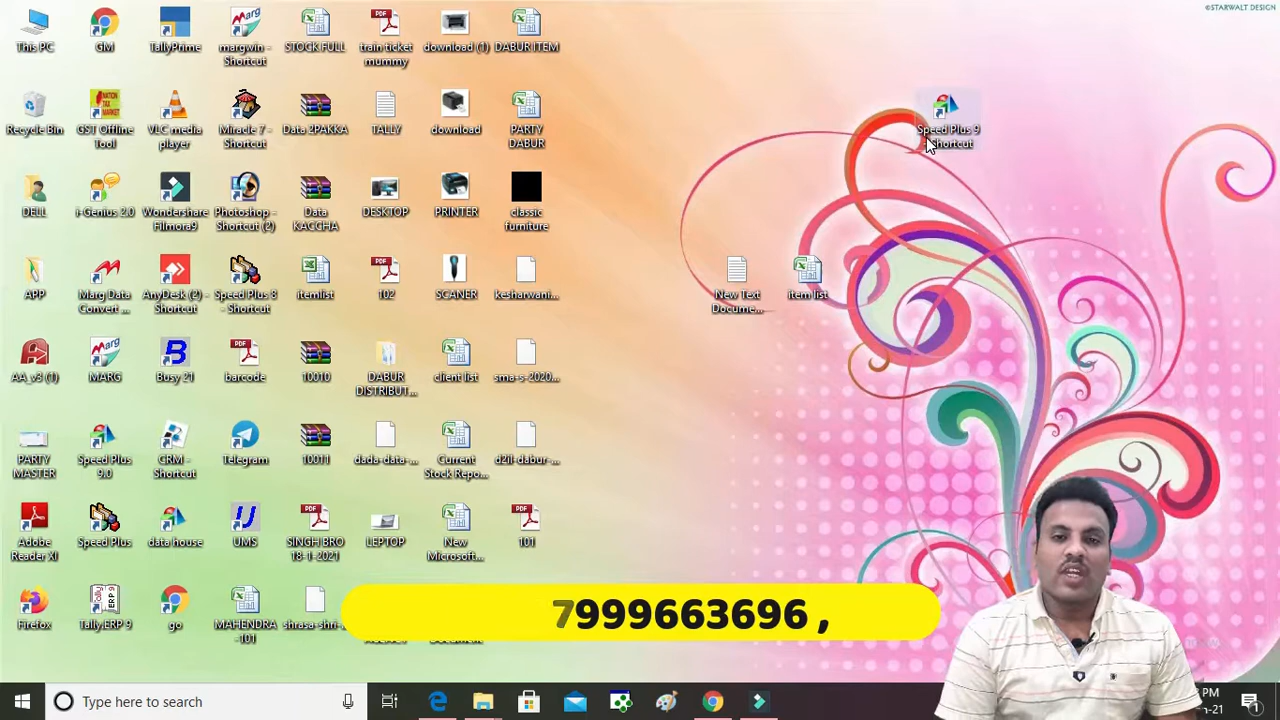 ©STARWALT DESIGN
This PC
GM
TallyPrime
margwin -
Shortcut
STOCK FULL
train ticket
mummy
download (1)
DABUR ITEM
Recycle Bin
GST Offline
Tool
VLC media
player
Miracle 7 -
Shortcut
Data 2PAKKA
TALLY
download
PARTY
DABUR
Speed Plus 9
Shortcut
DELL
i-Genius 2.0
Wondershare
Filmora9
Photoshop -
Shortcut (2)
Data
KACCHA
DESKTOP
PRINTER
classic
furniture
APP
Marg Data
Convert ...
AnyDesk (2) -
Shortcut
Speed Plus 8
- Shortcut
itemlist
102
SCANER
kesharwani...
New Text
Docume...
item list
AA_v3 (1)
MARG
Busy 21
barcode
10010
DABUR
DISTRIBUT...
client list
sma-s-2020...
PARTY
MASTER
Speed Plus
9.0
CRM -
Shortcut
Telegram
10011
dada-data-...
Current
Stock Repo...
d2il-dabur-...
Adobe
Reader XI
Speed Plus
data house
UMS
SINGH BRO
18-1-2021
LEPTOP
New
Microsoft...
101
Firefox
Tally.ERP 9
go
MAHENDRA
-101
7999663696 ,
Type here to search
PM
-21